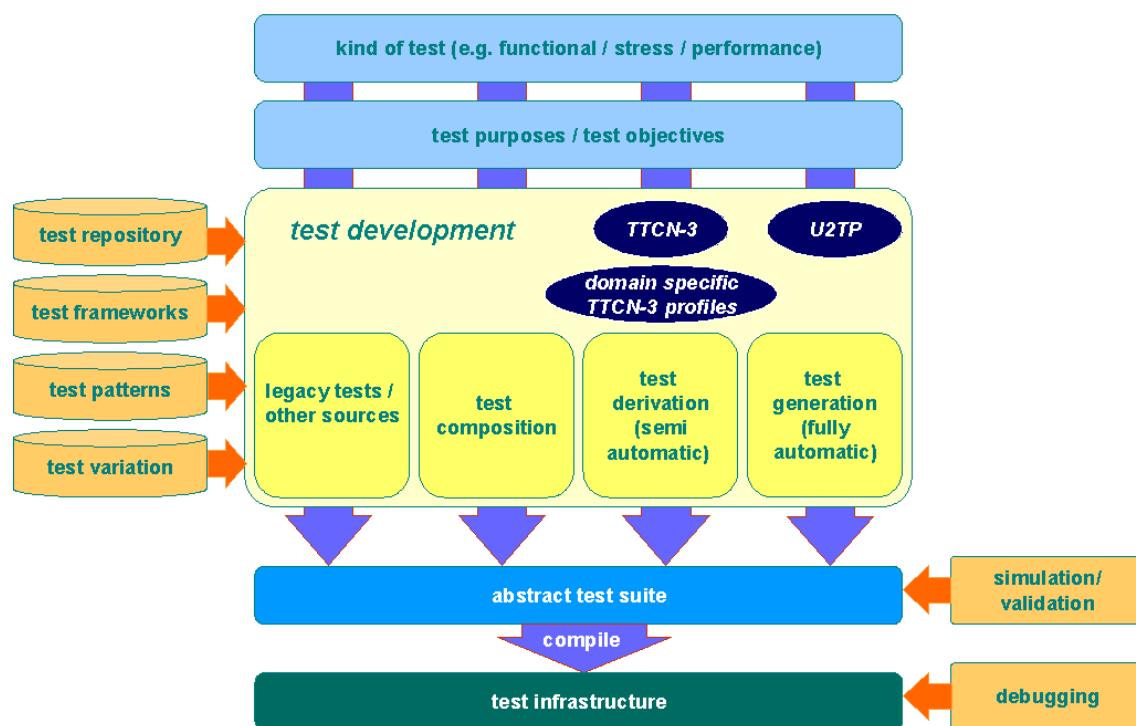 kind of test (e.g. functional / stress / performance)
test purposes / test objectives
test repository
test frameworks
test patterns
test variation
test development
TTCN-3
U2TP
domain specific
TTCN-3 profiles
legacy tests /
other sources
test
composition
test
derivation
(semi
automatic)
test
generation
(fully
automatic)
abstract test suite
simulation/
validation
compile
test infrastructure
debugging